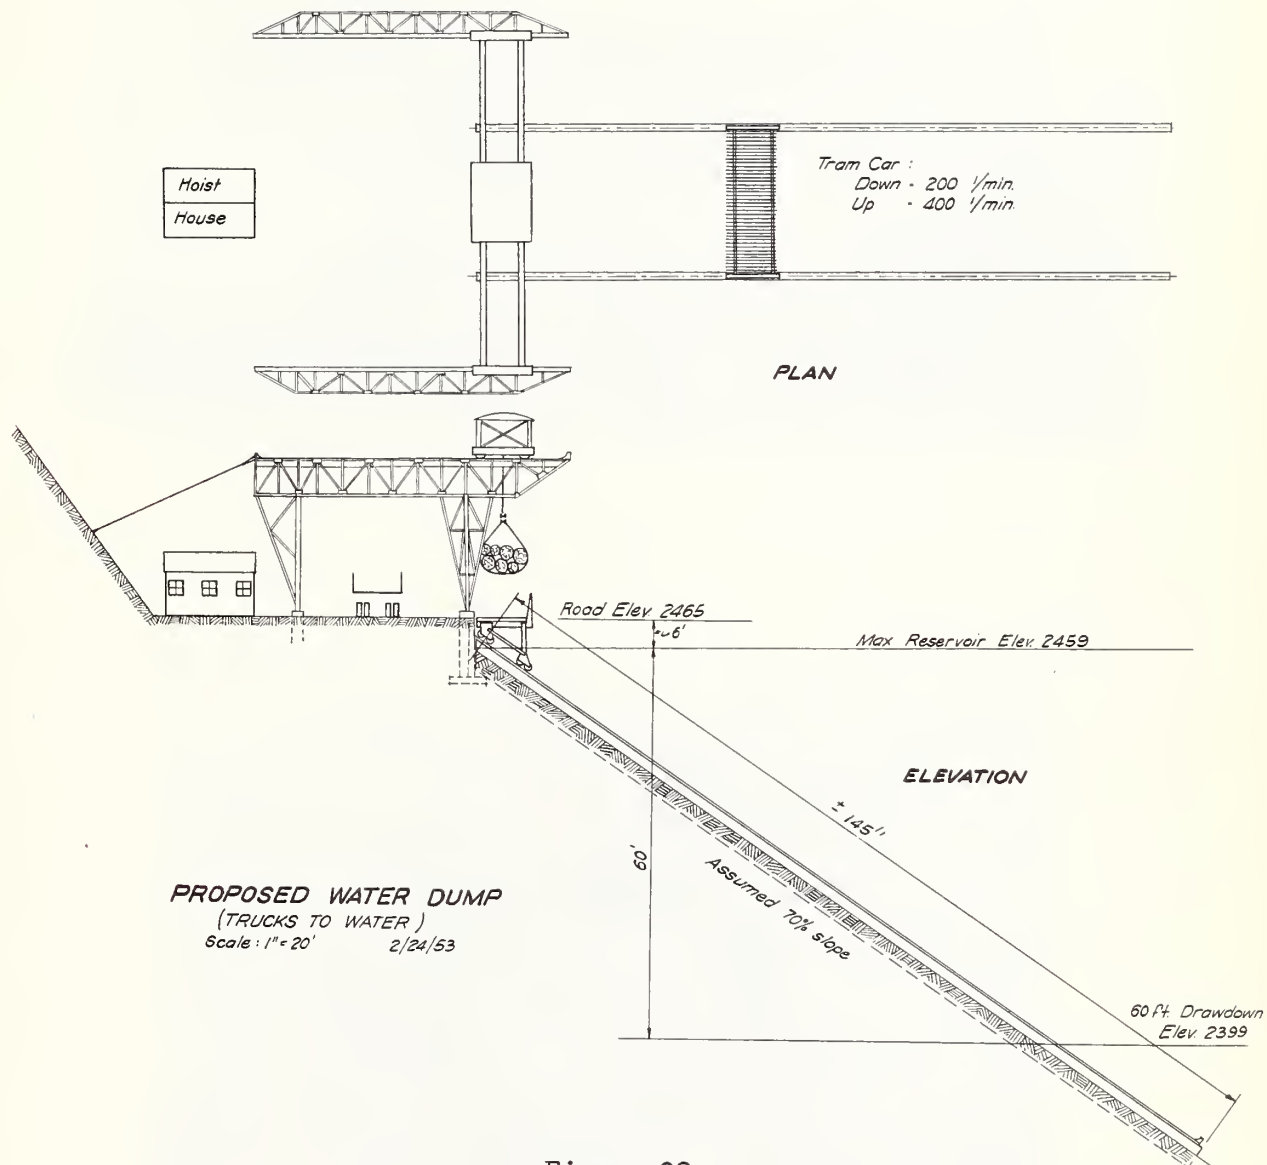 Hoist
House
Tram Car :
Down - 200 '/min.
Up - 400 '/min.
PLAN
Road Elev. 2465
6'
Max Reservoir Elev. 2459
ELEVATION
± 145'
60'
Assumed 70% slope
PROPOSED WATER DUMP
(TRUCKS TO WATER)
Scale : 1" = 20' 2/24/53
60 ft. Drawdown
Elev. 2399